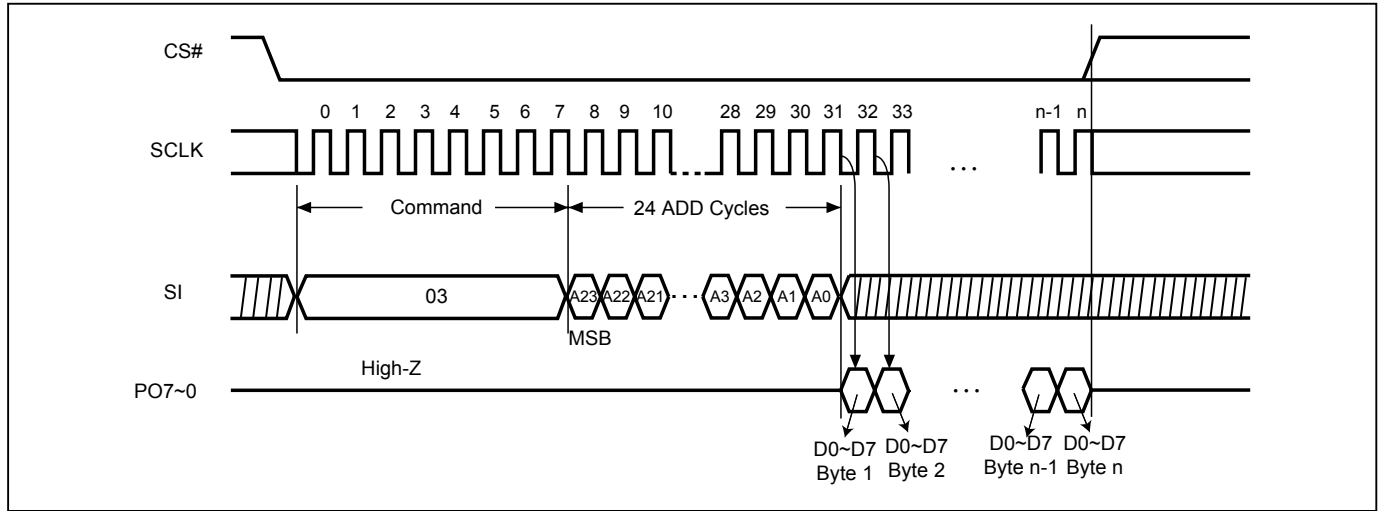 CS#
0 1 2 3 4 5 6 7 8 9 10 28 29 30 31 32 33 n-1 n
SCLK
...
Command 24 ADD Cycles
SI 03 A23 A22 A21 ... A3 A2 A1 A0
MSB
High-Z
PO7~0 ...
D0~D7 D0~D7 D0~D7 D0~D7
Byte 1 Byte 2 Byte n-1 Byte n